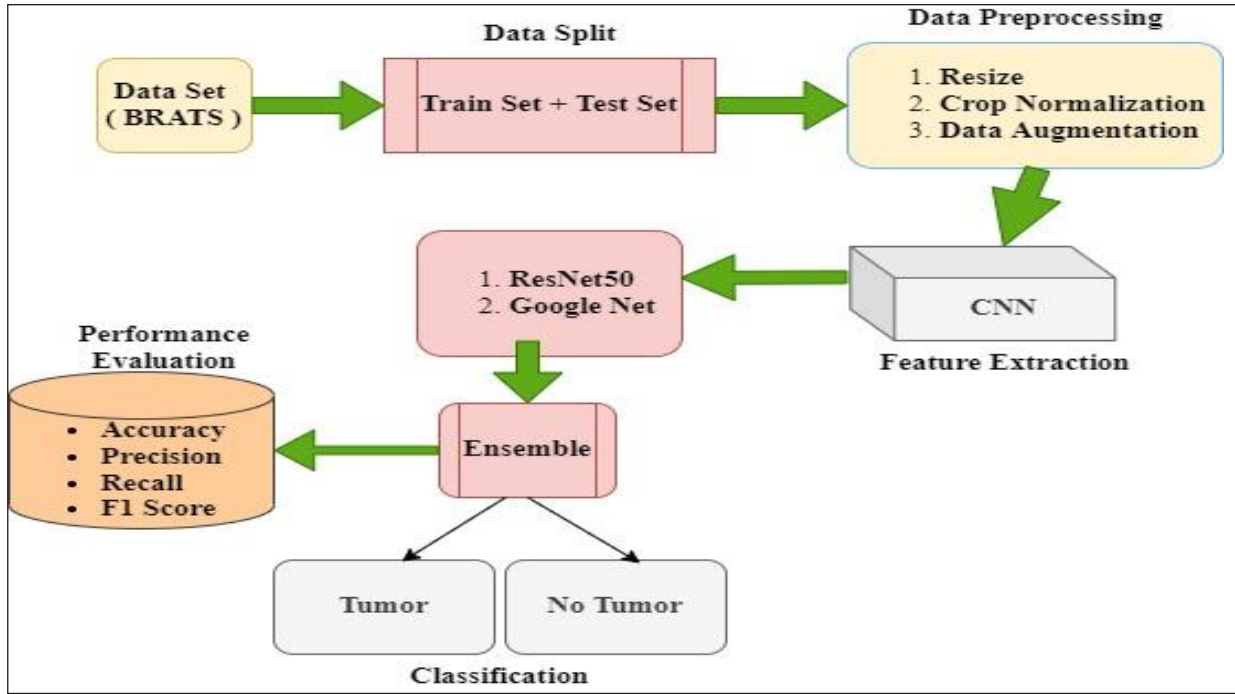 Data Set
( BRATS )
Data Split
Train Set + Test Set
Data Preprocessing
1. Resize
2. Crop Normalization
3. Data Augmentation
CNN
Feature Extraction
1. ResNet50
2. Google Net
Ensemble
Performance
Evaluation
• Accuracy
• Precision
• Recall
• F1 Score
Tumor
No Tumor
Classification